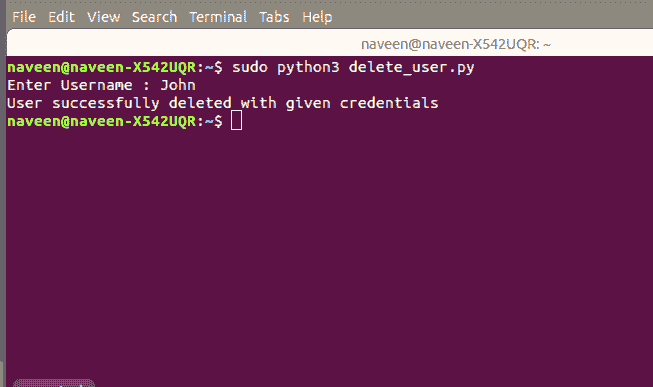 File Edit View Search Terminal Tabs Help
naveen@naveen-X542UQR: ~
naveen@naveen-X542UQR:~$ sudo python3 delete_user.py
Enter Username : John
User successfully deleted with given credentials
naveen@naveen-X542UQR:~$